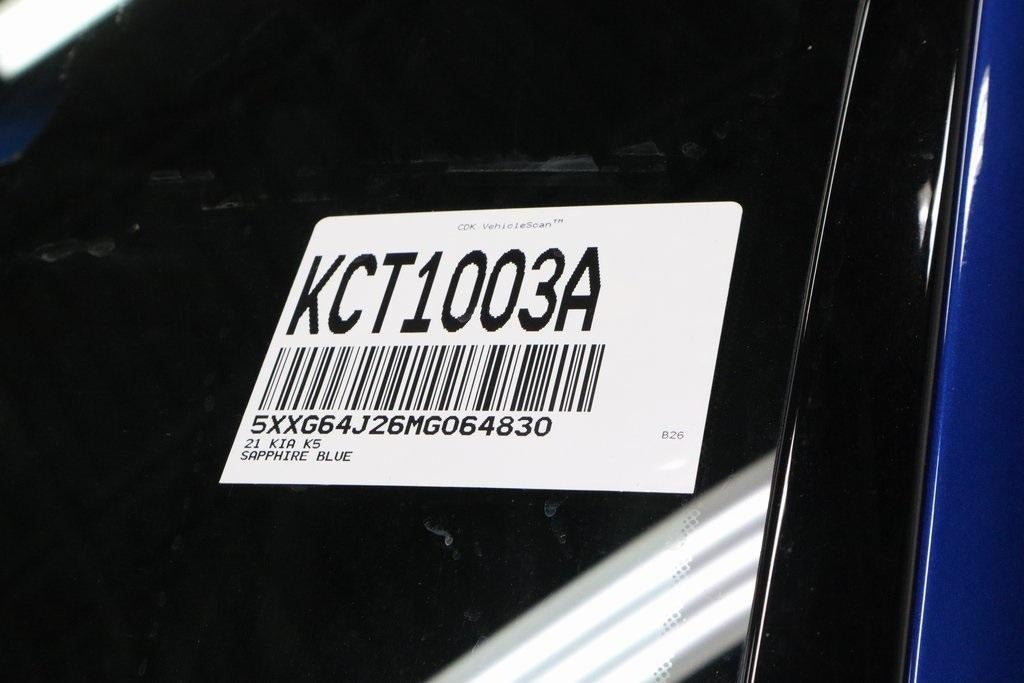 CDK VehicleScan™
KCT1003A
5XXG64J26MG064830
21 KIA K5
SAPPHIRE BLUE
B26